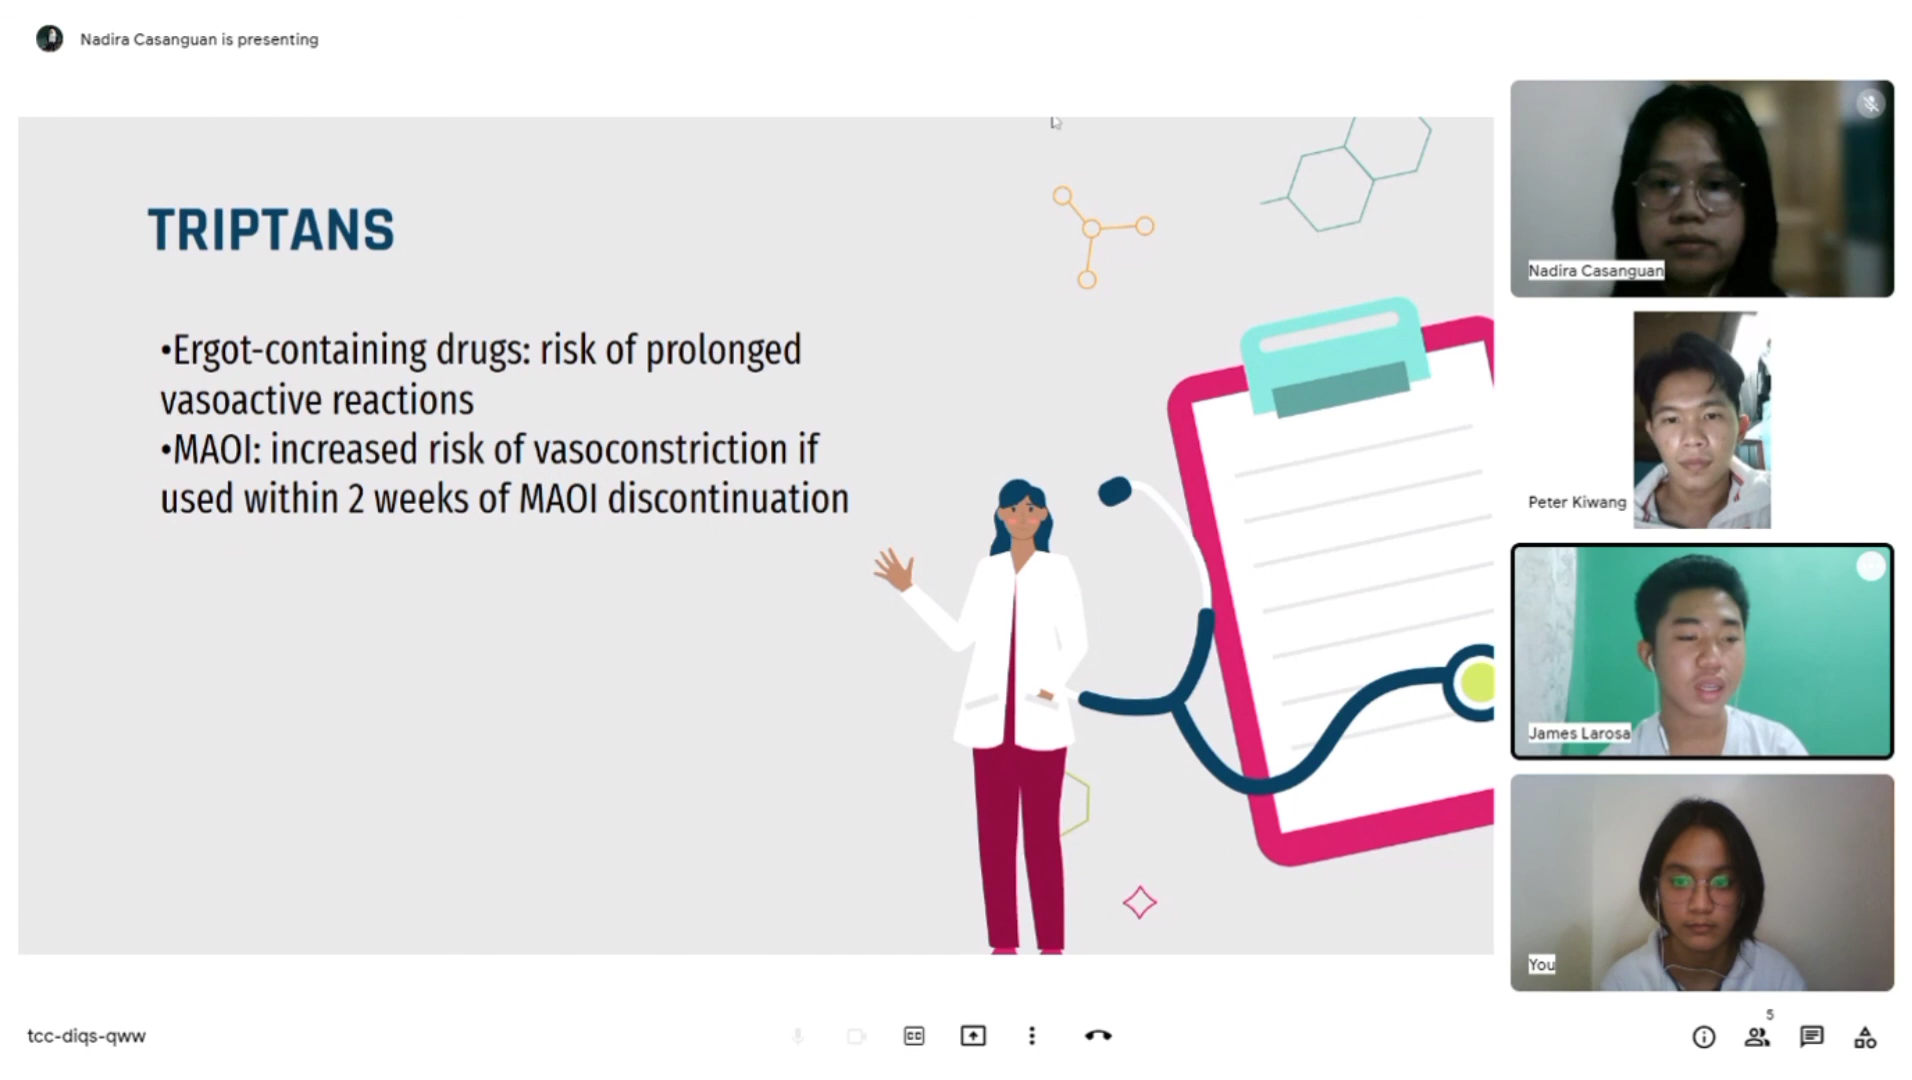 Nadira Casanguan is presenting
TRIPTANS
•Ergot-containing drugs: risk of prolonged
vasoactive reactions
•MAOI: increased risk of vasoconstriction if
used within 2 weeks of MAOI discontinuation
Nadira Casanguan
Peter Kiwang
James Larosa
You
tcc-diqs-qww
CC
5